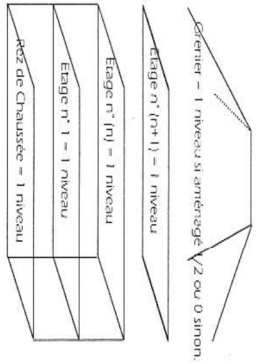 Grenier = 1 niveau si aménagé 1/2 ou 0 sinon.
Etage n° (n+1) = 1 niveau
Etage n° (n) = 1 niveau
Etage n° 1 = 1 niveau
Rez de Chaussée = 1 niveau